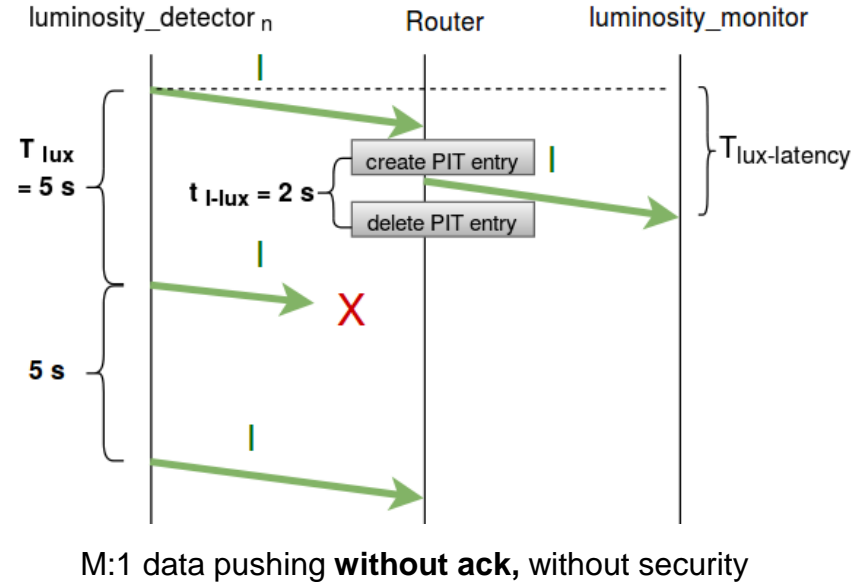 luminosity_detector n
Router
luminosity_monitor
I
T lux
= 5 s
create PIT entry
I
t I-lux = 2 s
delete PIT entry
Tlux-latency
I
X
5 s
I
M:1 data pushing without ack, without security